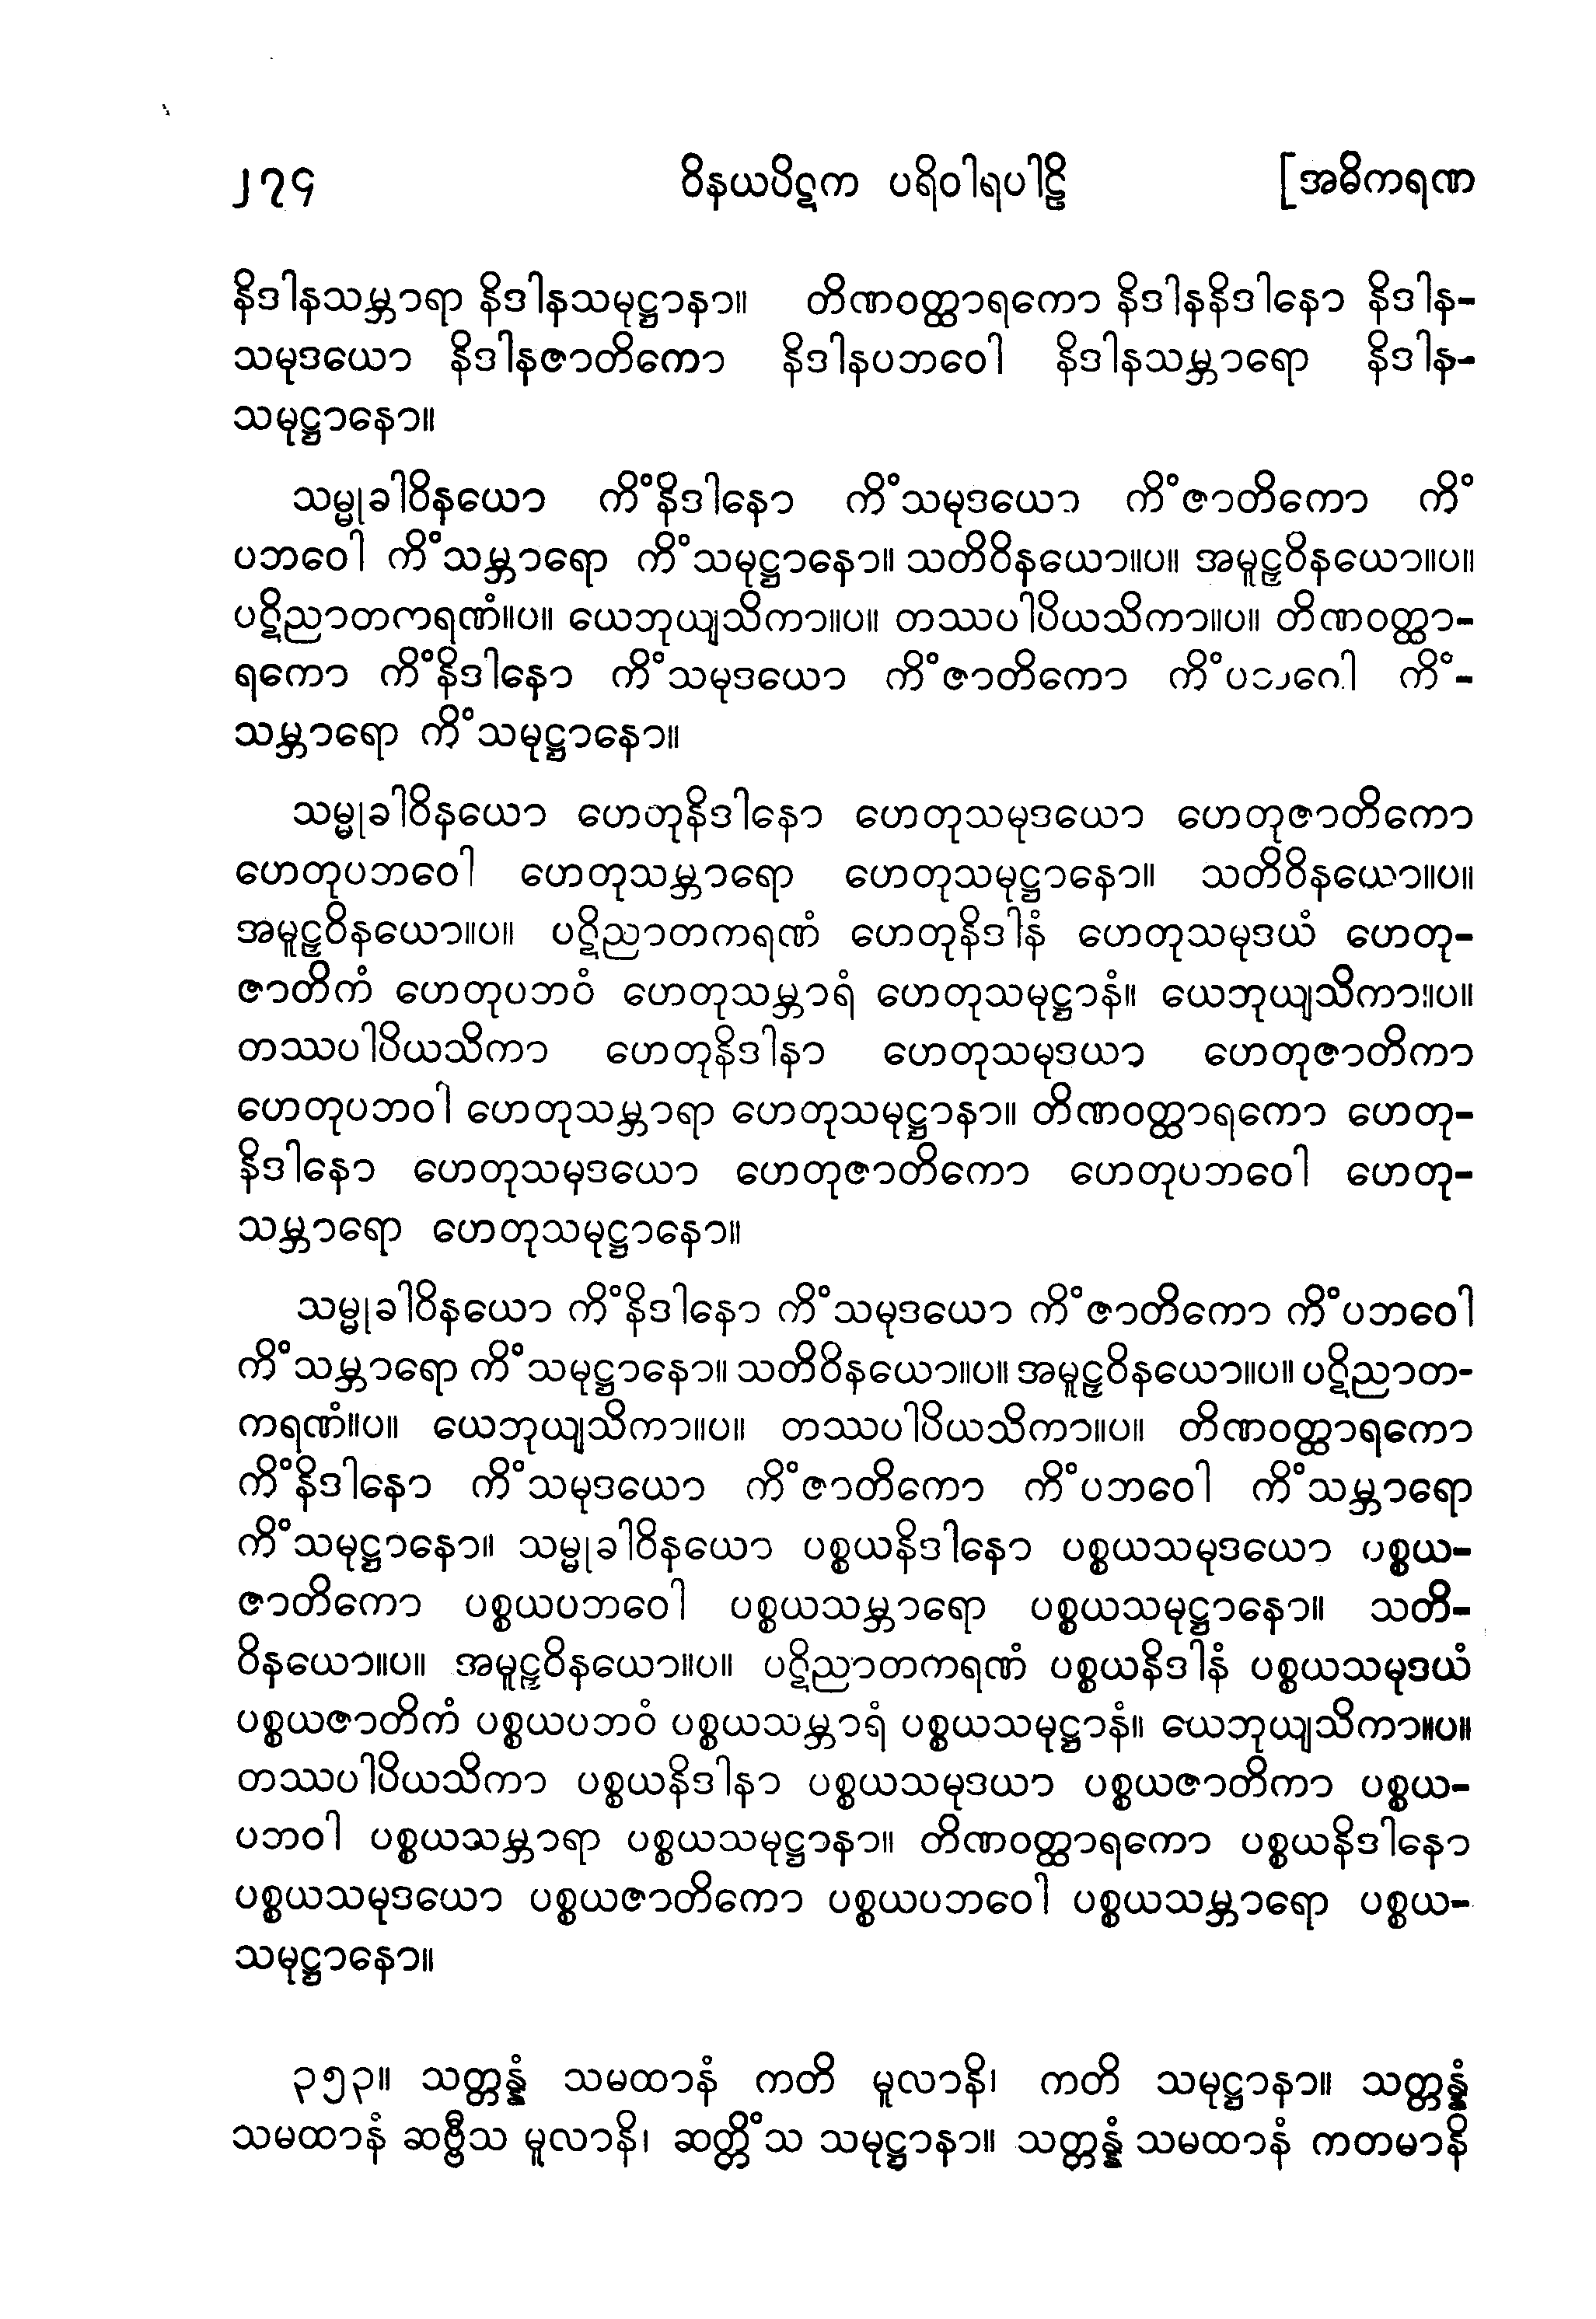 ၂၇၄ ဝိနယပိဋက ပရိဝါရပါဠိ [အဓိကရဏ
နိဒါနသမ္ဘာရာ နိဒါနသမုဋ္ဌာနာ။ တိဏဝတ္ထာရကော နိဒါနနိဒါနော နိဒါန-
သမုဒယော နိဒါနဇာတိကော နိဒါနပဘဝေါ နိဒါနသမ္ဘာရော နိဒါန-
သမုဋ္ဌာနော။
သမ္မုခါဝိနယော ကိံနိဒါနော ကိံသမုဒယော ကိံဇာတိကော ကိံ
ပဘဝေါ ကိံသမ္ဘာရော ကိံသမုဋ္ဌာနော။ သတိဝိနယော။ပ။ အမူဠှဝိနယော။ပ။
ပဋိညာတကရဏံ။ပ။ ယေဘုယျသိကာ။ပ။ တဿပါပိယသိကာ။ပ။ တိဏဝတ္ထာ-
ရကော ကိံနိဒါနော ကိံသမုဒယော ကိံဇာတိကော ကိံ-
သမ္ဘာရော ကိံသမုဋ္ဌာနော။
သမ္မုခါဝိနယော ဟေတုနိဒါနော ဟေတုသမုဒယော ဟေတုဇာတိကော
ဟေတုပဘဝေါ ဟေတုသမ္ဘာရော ဟေတုသမုဋ္ဌာနော။ သတိဝိနယော။ပ။
အမူဠှဝိနယော။ပ။ ပဋိညာတကရဏံ ဟေတုနိဒါနံ ဟေတုသမုဒယံ ဟေတု-
ဇာတိကံ ဟေတုပဘဝံ ဟေတုသမ္ဘာရံ ဟေတုသမုဋ္ဌာနံ။ ယေဘုယျသိကာ။ပ။
တဿပါပိယသိကာ ဟေတုနိဒါနာ ဟေတုသမုဒယာ ဟေတုဇာတိကာ
ဟေတုပဘဝါ ဟေတုသမ္ဘာရာ ဟေတုသမုဋ္ဌာနာ။ တိဏဝတ္ထာရကော ဟေတု-
နိဒါနော ဟေတုသမုဒယော ဟေတုဇာတိကော ဟေတုပဘဝေါ ဟေတု-
သမ္ဘာရော ဟေတုသမုဋ္ဌာနော။
သမ္မုခါဝိနယော ကိံနိဒါနော ကိံသမုဒယော ကိံဇာတိကော ကိံပဘဝေါ
ကိံသမ္ဘာရော ကိံသမုဋ္ဌာနော။ သတိဝိနယော။ပ။ အမူဠှဝိနယော။ပ။ ပဋိညာတ-
ကရဏံ။ပ။ ယေဘုယျသိကာ။ပ။ တဿပါပိယသိကာ။ပ။ တိဏဝတ္ထာရကော
ကိံနိဒါနော ကိံသမုဒယော ကိံဇာတိကော ကိံပဘဝေါ ကိံသမ္ဘာရော
ကိံသမုဋ္ဌာနော။ သမ္မုခါဝိနယော ပစ္စယနိဒါနော ပစ္စယသမုဒယော ပစ္စယ-
ဇာတိကော ပစ္စယပဘဝေါ ပစ္စယသမ္ဘာရော ပစ္စယသမုဋ္ဌာနော။ သတိ-
ဝိနယော။ပ။ အမူဠှဝိနယော။ပ။ ပဋိညာတကရဏံ ပစ္စယနိဒါနံ ပစ္စယသမုဒယံ
ပစ္စယဇာတိကံ ပစ္စယပဘဝံ ပစ္စယသမ္ဘာရံ ပစ္စယသမုဋ္ဌာနံ။ ယေဘုယျသိကာ။ပ။
တဿပါပိယသိကာ ပစ္စယနိဒါနာ ပစ္စယသမုဒယာ ပစ္စယဇာတိကာ ပစ္စယ-
ပဘဝါ ပစ္စယသမ္ဘာရာ ပစ္စယသမုဋ္ဌာနာ။ တိဏဝတ္ထာရကော ပစ္စယနိဒါနော
ပစ္စယသမုဒယော ပစ္စယဇာတိကော ပစ္စယပဘဝေါ ပစ္စယသမ္ဘာရော ပစ္စယ-
သမုဋ္ဌာနော။
၃၅၃။ သတ္တန္နံ သမထာနံ ကတိ မူလာနိ၊ ကတိ သမုဋ္ဌာနာ။ သတ္တန္နံ
သမထာနံ ဆဗ္ဗီသ မူလာနိ၊ ဆတ္တိံသ သမုဋ္ဌာနာ။ သတ္တန္နံ သမထာနံ ကတမာနိ